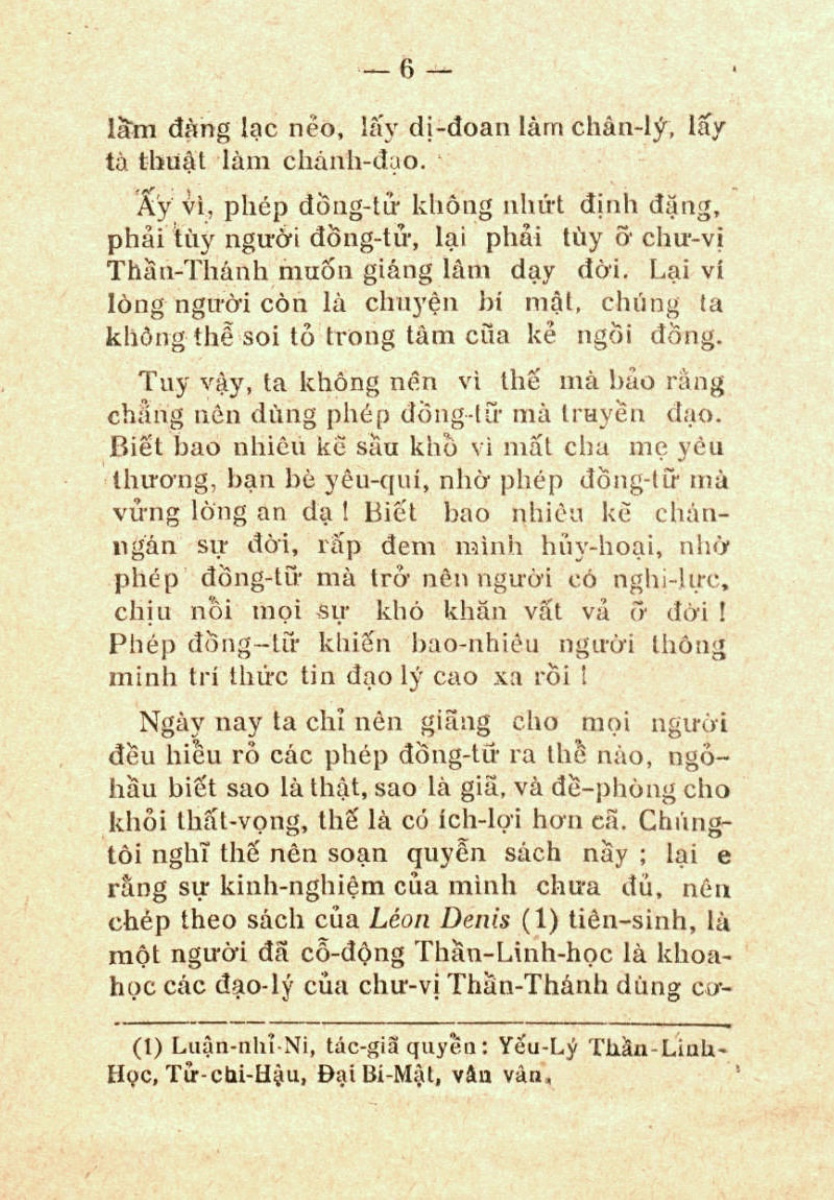 — 6 —
lầm đàng lạc nẻo, lấy dị-đoan làm chân-lý, lấy
tà thuật làm chánh-đạo.
Ấy vì, phép đồng-tử không nhứt định đặng,
phải tùy người đồng-tử, lại phải tùy ở chư-vị
Thần-Thánh muốn giáng lâm dạy đời. Lại ví
lòng người còn là chuyện bí mật, chúng ta
không thể soi tỏ trong tâm cũa kẻ ngồi đồng.
Tuy vậy, ta không nên vì thế mà bảo rằng
chẳng nên dùng phép đồng-tữ mà truyền đạo.
Biết bao nhiêu kẽ sầu khổ vì mất cha mẹ yêu
thương, bạn bè yêu-quí, nhờ phép đồng-tữ mà
vửng lòng an dạ ! Biết bao nhiêu kẽ chán-
ngán sự đời, rấp đem mình hủy-hoại, nhờ
phép đồng-tữ mà trở nên người có nghị-lực,
chịu nổi mọi sự khó khăn vất vả ở đời !
Phép đồng-tữ khiến bao-nhiêu người thông
minh trí thức tin đạo lý cao xa rồi !
Ngày nay ta chỉ nên giãng cho mọi người
đều hiểu rỏ các phép đồng-tữ ra thể nào, ngỏ-
hầu biết sao là thật, sao là giã, và đề-phòng cho
khỏi thất-vọng, thế là có ích-lợi hơn cã. Chúng-
tôi nghĩ thế nên soạn quyển sách nầy ; lại e
rằng sự kinh-nghiệm của mình chưa đủ, nên
chép theo sách của Léon Denis (1) tiên-sinh, là
một người đã cỗ-động Thần-Linh-học là khoa-
học các đạo-lý của chư-vị Thần-Thánh dùng cơ-
(1) Luận-nhỉ-Ni, tác-giã quyển : Yếu-Lý Thần-Linh-
Học, Tử-chi-Hậu, Đại Bí-Mật, vân vân.